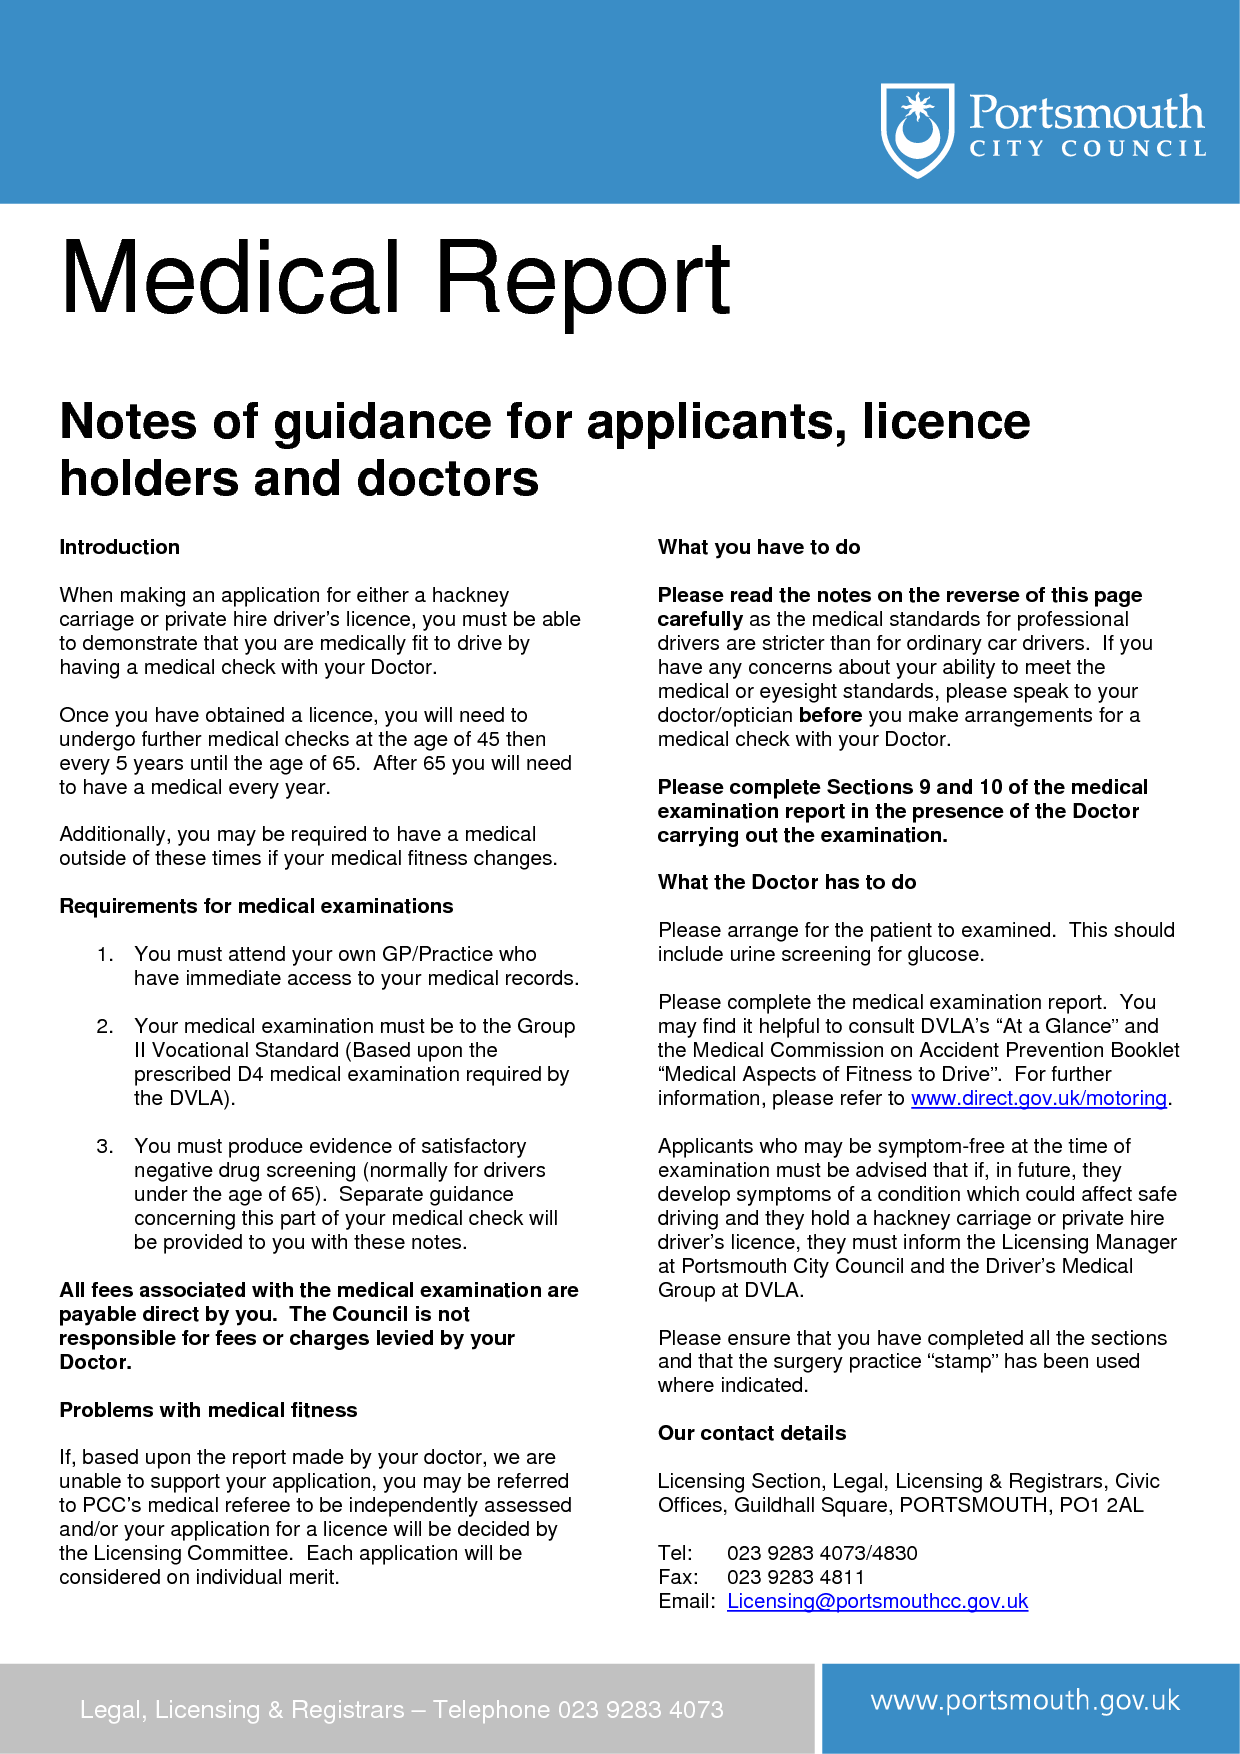 Portsmouth
CITY COUNCIL
Medical Report
Notes of guidance for applicants, licence
holders and doctors
Introduction
When making an application for either a hackney
carriage or private hire driver’s licence, you must be able
to demonstrate that you are medically fit to drive by
having a medical check with your Doctor.
Once you have obtained a licence, you will need to
undergo further medical checks at the age of 45 then
every 5 years until the age of 65.  After 65 you will need
to have a medical every year.
Additionally, you may be required to have a medical
outside of these times if your medical fitness changes.
Requirements for medical examinations
1. You must attend your own GP/Practice who
have immediate access to your medical records.
2. Your medical examination must be to the Group
II Vocational Standard (Based upon the
prescribed D4 medical examination required by
the DVLA).
3. You must produce evidence of satisfactory
negative drug screening (normally for drivers
under the age of 65).  Separate guidance
concerning this part of your medical check will
be provided to you with these notes.
All fees associated with the medical examination are
payable direct by you.  The Council is not
responsible for fees or charges levied by your
Doctor.
Problems with medical fitness
If, based upon the report made by your doctor, we are
unable to support your application, you may be referred
to PCC’s medical referee to be independently assessed
and/or your application for a licence will be decided by
the Licensing Committee.  Each application will be
considered on individual merit.
What you have to do
Please read the notes on the reverse of this page
carefully as the medical standards for professional
drivers are stricter than for ordinary car drivers.  If you
have any concerns about your ability to meet the
medical or eyesight standards, please speak to your
doctor/optician before you make arrangements for a
medical check with your Doctor.
Please complete Sections 9 and 10 of the medical
examination report in the presence of the Doctor
carrying out the examination.
What the Doctor has to do
Please arrange for the patient to examined.  This should
include urine screening for glucose.
Please complete the medical examination report.  You
may find it helpful to consult DVLA’s “At a Glance” and
the Medical Commission on Accident Prevention Booklet
“Medical Aspects of Fitness to Drive”.  For further
information, please refer to www.direct.gov.uk/motoring.
Applicants who may be symptom-free at the time of
examination must be advised that if, in future, they
develop symptoms of a condition which could affect safe
driving and they hold a hackney carriage or private hire
driver’s licence, they must inform the Licensing Manager
at Portsmouth City Council and the Driver’s Medical
Group at DVLA.
Please ensure that you have completed all the sections
and that the surgery practice “stamp” has been used
where indicated.
Our contact details
Licensing Section, Legal, Licensing & Registrars, Civic
Offices, Guildhall Square, PORTSMOUTH, PO1 2AL
Tel: 023 9283 4073/4830
Fax: 023 9283 4811
Email: Licensing@portsmouthcc.gov.uk
Legal, Licensing & Registrars – Telephone 023 9283 4073
www.portsmouth.gov.uk